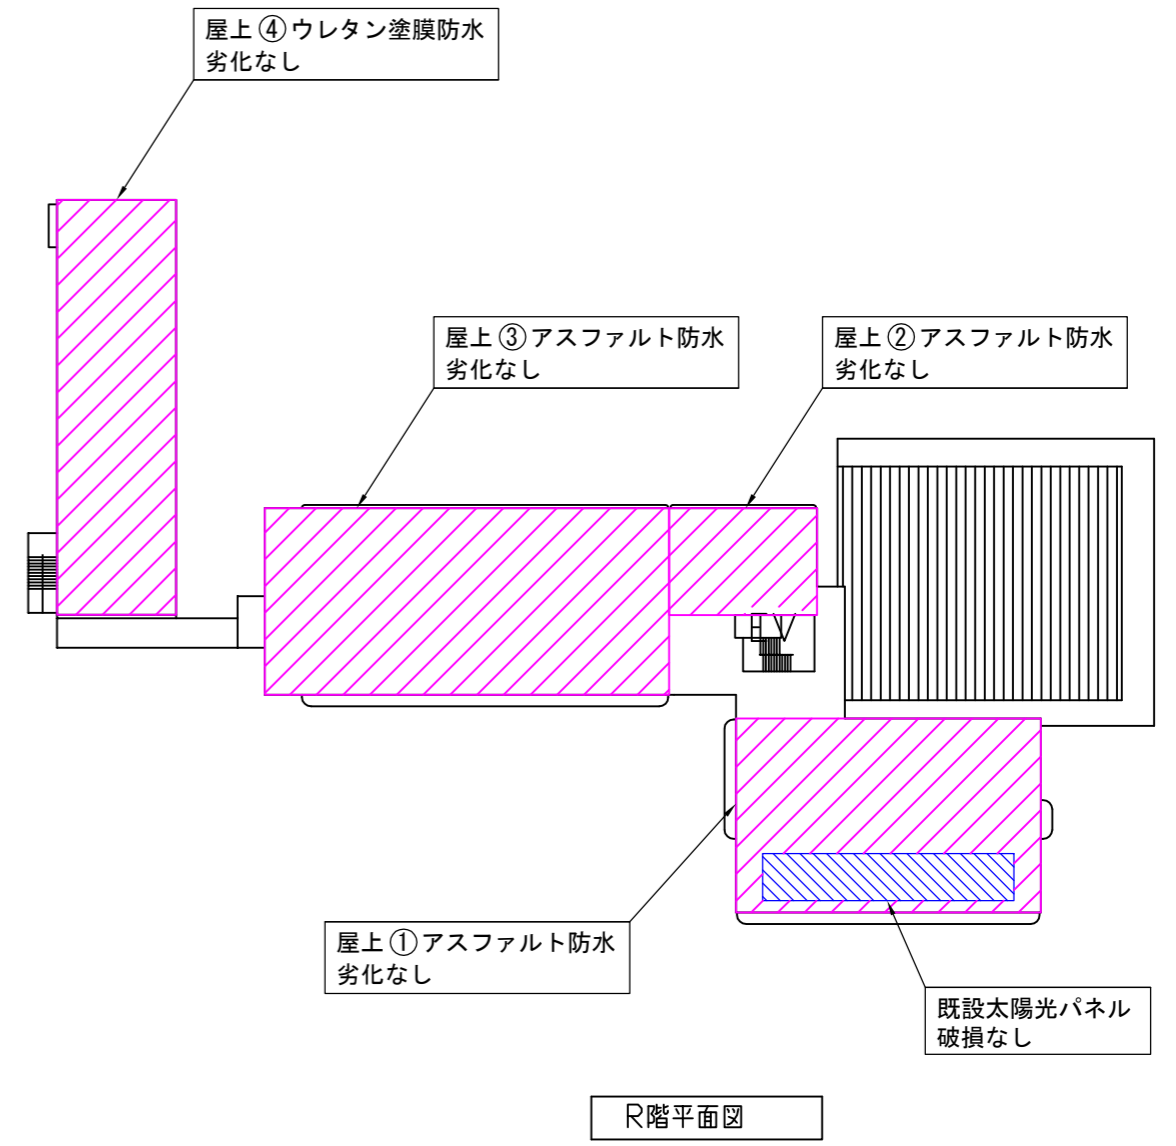 屋上④ウレタン塗膜防水
劣化なし
屋上③アスファルト防水
劣化なし
屋上②アスファルト防水
劣化なし
屋上①アスファルト防水
劣化なし
既設太陽光パネル
破損なし
R階平面図